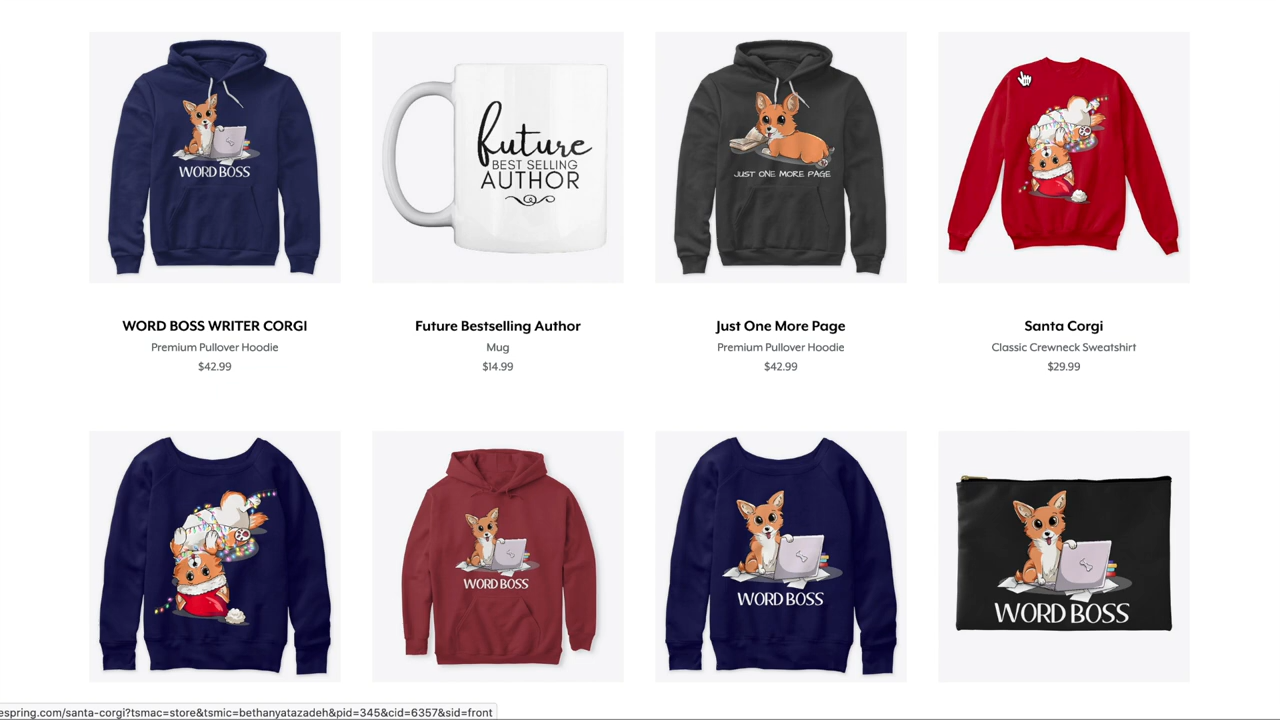 WORD BOSS
future
BEST SELLING
AUTHOR
JUST ONE MORE PAGE
WORD BOSS WRITER CORGI
Premium Pullover Hoodie
$42.99
Future Bestselling Author
Mug
$14.99
Just One More Page
Premium Pullover Hoodie
$42.99
Santa Corgi
Classic Crewneck Sweatshirt
$29.99
WORD BOSS
WORD BOSS
WORD BOSS
espring.com/santa-corgi?tsmac=store&tsmic=bethanyatazadeh&pid=345&cid=6357&sid=front